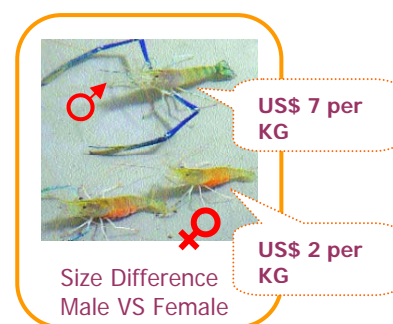 US$ 7 per
KG
US$ 2 per
KG
Size Difference
Male VS Female